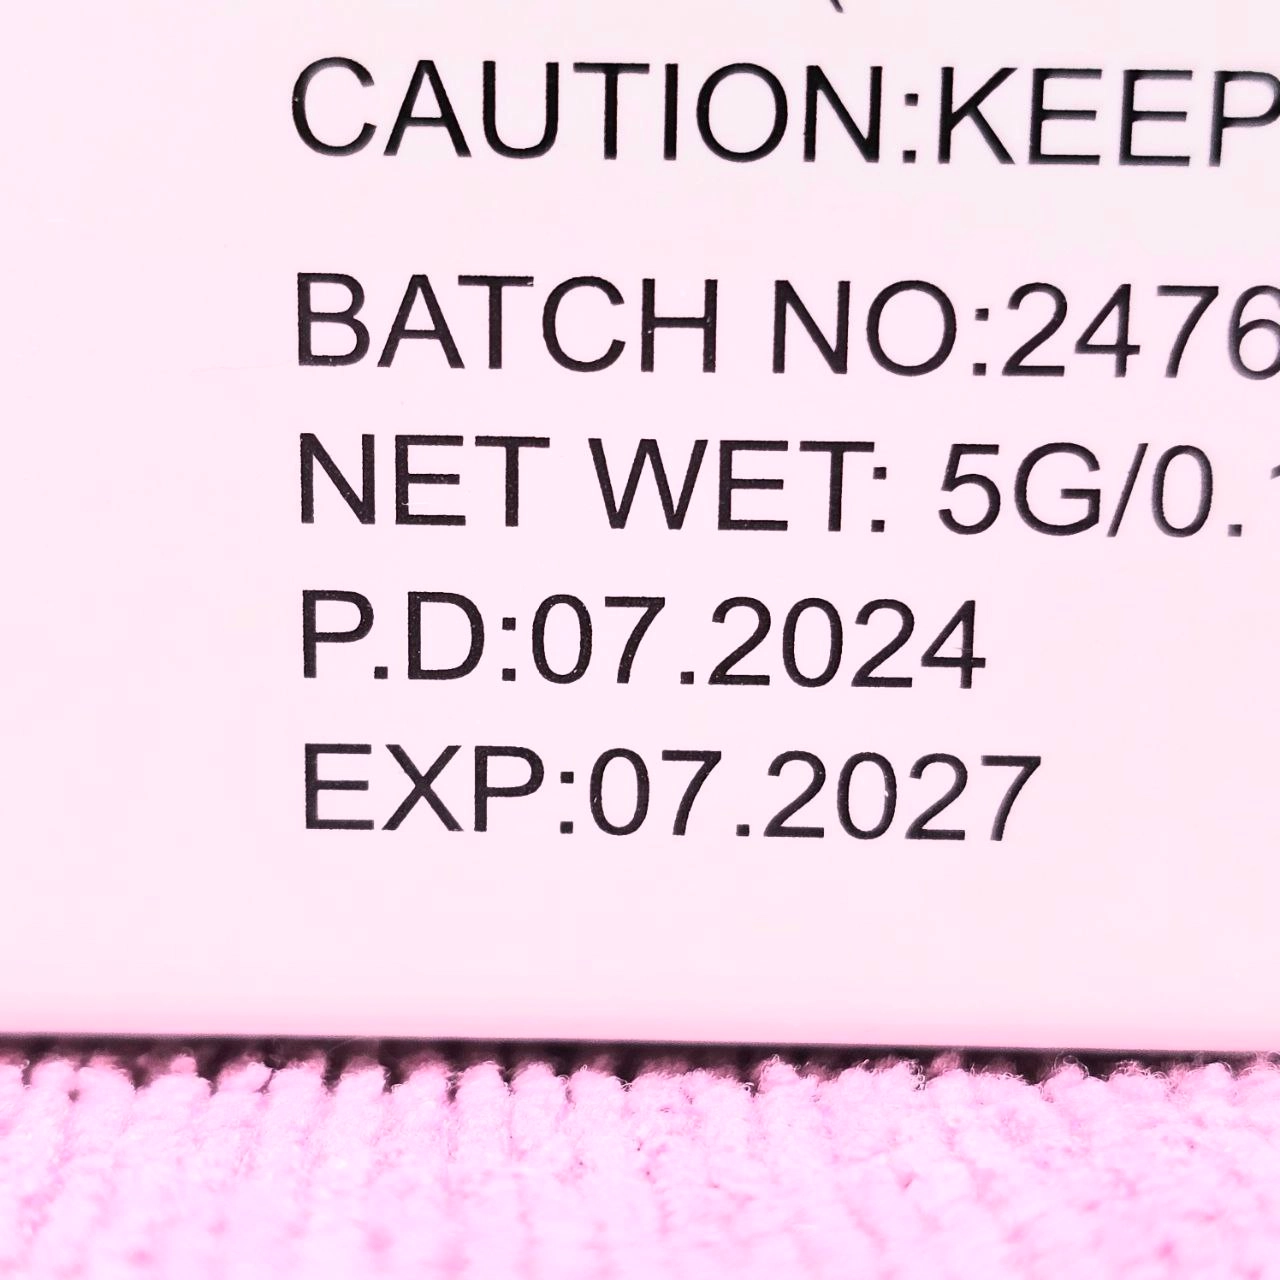 CAUTION:KEEP
BATCH NO:2476
NET WET: 5G/0.
P.D:07.2024
EXP:07.2027